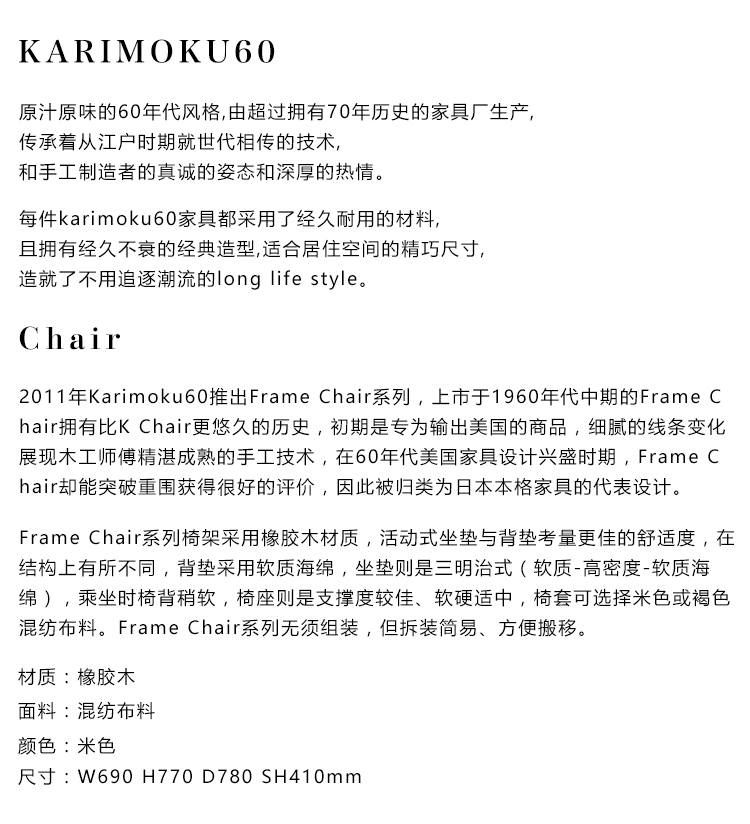 KARIMOKU60
原汁原味的60年代风格,由超过拥有70年历史的家具厂生产,
传承着从江户时期就世代相传的技术,
和手工制造者的真诚的姿态和深厚的热情。
每件karimoku60家具都采用了经久耐用的材料,
且拥有经久不衰的经典造型,适合居住空间的精巧尺寸,
造就了不用追逐潮流的long life style。
Chair
2011年Karimoku60推出Frame Chair系列，上市于1960年代中期的Frame C
hair拥有比K Chair更悠久的历史，初期是专为输出美国的商品，细腻的线条变化
展现木工师傅精湛成熟的手工技术，在60年代美国家具设计兴盛时期，Frame C
hair却能突破重围获得很好的评价，因此被归类为日本本格家具的代表设计。
Frame Chair系列椅架采用橡胶木材质，活动式坐垫与背垫考量更佳的舒适度，在
结构上有所不同，背垫采用软质海绵，坐垫则是三明治式（软质-高密度-软质海
绵），乘坐时椅背稍软，椅座则是支撑度较佳、软硬适中，椅套可选择米色或褐色
混纺布料。Frame Chair系列无须组装，但拆装简易、方便搬移。
材质：橡胶木
面料：混纺布料
颜色：米色
尺寸：W690 H770 D780 SH410mm